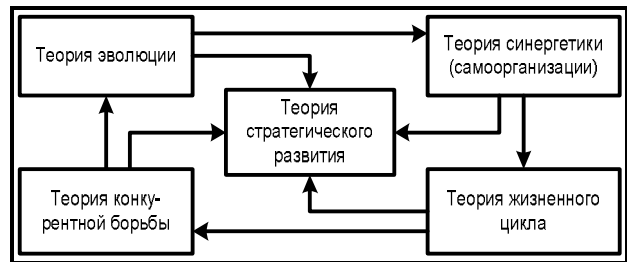 Теория эволюции
Теория синергетики
(самоорганизации)
Теория
стратегического
развития
Теория конку-
рентной борьбы
Теория жизненного
цикла